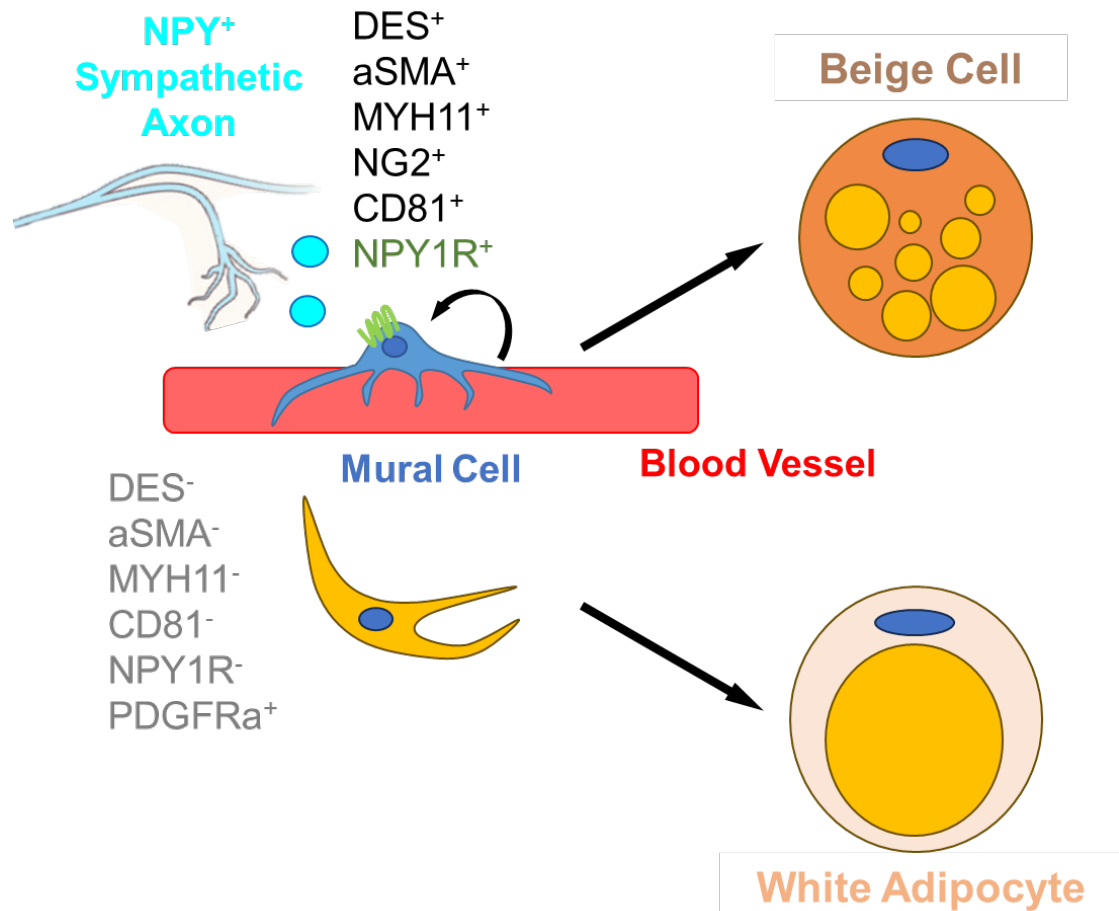 NPY⁺
Sympathetic
Axon
DES⁺
aSMA⁺
MYH11⁺
NG2⁺
CD81⁺
NPY1R⁺
Beige Cell
Mural Cell
Blood Vessel
DES⁻
aSMA⁻
MYH11⁻
CD81⁻
NPY1R⁻
PDGFRa⁺
White Adipocyte